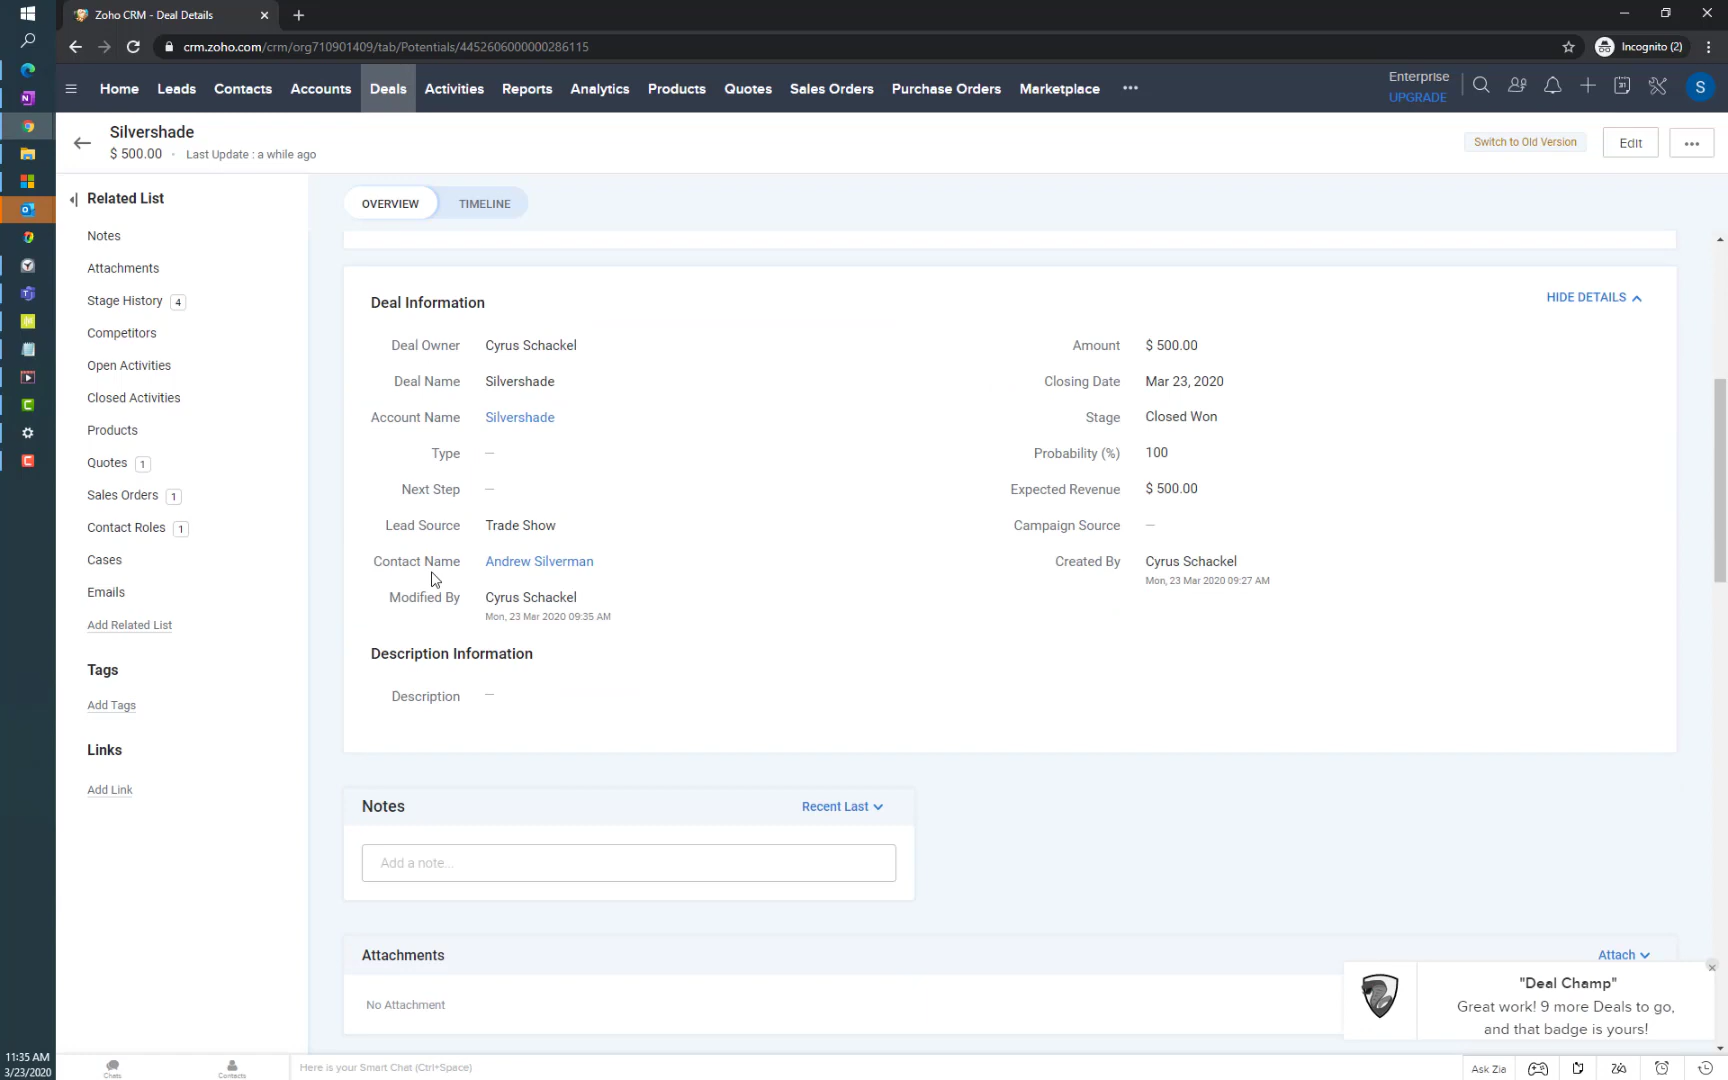 Zoho CRM - Deal Details
crm.zoho.com/crm/org710901409/tab/Potentials/4452606000000286115
Incognito (2)
Home Leads Contacts Accounts Deals Activities Reports Analytics Products Quotes Sales Orders Purchase Orders Marketplace
Enterprise
UPGRADE
S
Silvershade
$ 500.00 · Last Update : a while ago
Switch to Old Version
Edit
Related List
Notes
Attachments
Stage History 4
Competitors
Open Activities
Closed Activities
Products
Quotes 1
Sales Orders 1
Contact Roles 1
Cases
Emails
Add Related List
Tags
Add Tags
Links
Add Link
OVERVIEW TIMELINE
Deal Information
HIDE DETAILS
Deal Owner Cyrus Schackel
Amount $ 500.00
Deal Name Silvershade
Closing Date Mar 23, 2020
Account Name Silvershade
Stage Closed Won
Type —
Probability (%) 100
Next Step —
Expected Revenue $ 500.00
Lead Source Trade Show
Campaign Source —
Contact Name Andrew Silverman
Created By Cyrus Schackel
Mon, 23 Mar 2020 09:27 AM
Modified By Cyrus Schackel
Mon, 23 Mar 2020 09:35 AM
Description Information
Description —
Notes
Recent Last
Add a note...
Attachments
Attach
No Attachment
"Deal Champ"
Great work! 9 more Deals to go,
and that badge is yours!
11:35 AM
3/23/2020
Chats
Contacts
Here is your Smart Chat (Ctrl+Space)
Ask Zia